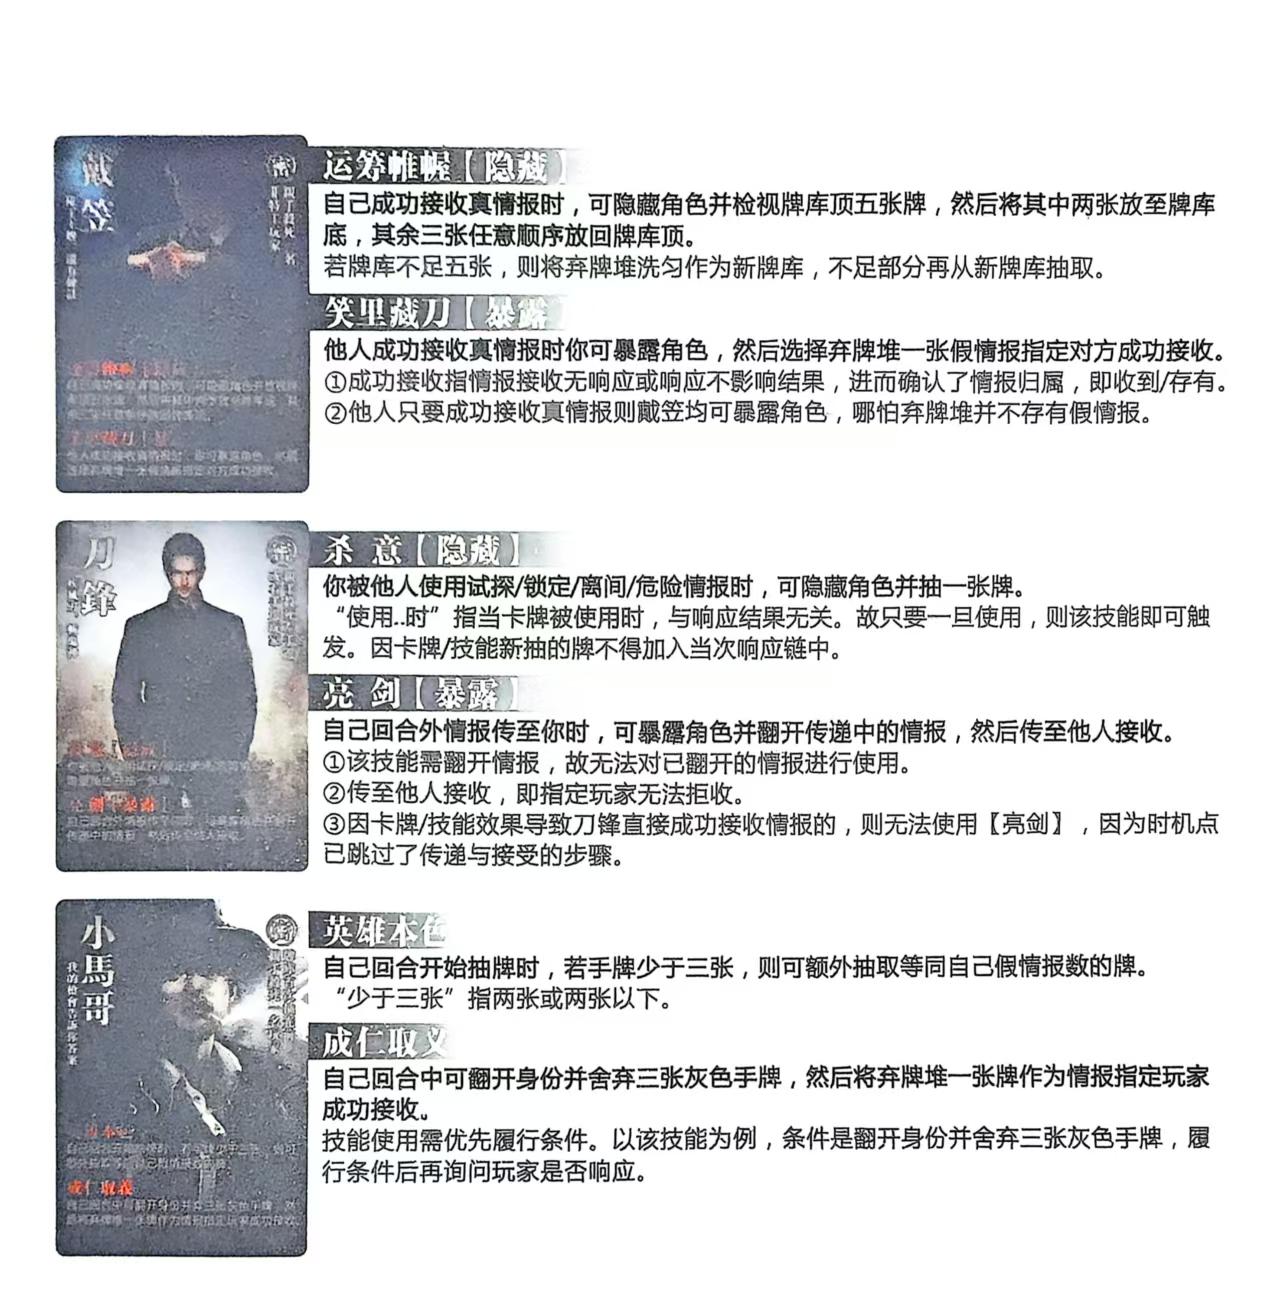 戴笠
运筹帷幄【隐藏】
自己成功接收真情报时，可隐藏角色并检视牌库顶五张牌，然后将其中两张放至牌库
底，其余三张任意顺序放回牌库顶。
若牌库不足五张，则将弃牌堆洗匀作为新牌库，不足部分再从新牌库抽取。
笑里藏刀【暴露】
他人成功接收真情报时你可暴露角色，然后选择弃牌堆一张假情报指定对方成功接收。
①成功接收指情报接收无响应或响应不影响结果，进而确认了情报归属，即收到/存有。
②他人只要成功接收真情报则戴笠均可暴露角色，哪怕弃牌堆并不存有假情报。
刀鋒
杀 意【隐藏】
你被他人使用试探/锁定/离间/危险情报时，可隐藏角色并抽一张牌。
“使用..时”指当卡牌被使用时，与响应结果无关。故只要一旦使用，则该技能即可触
发。因卡牌/技能新抽的牌不得加入当次响应链中。
亮 剑【暴露】
自己回合外情报传至你时，可暴露角色并翻开传递中的情报，然后传至他人接收。
①该技能需翻开情报，故无法对已翻开的情报进行使用。
②传至他人接收，即指定玩家无法拒收。
③因卡牌/技能效果导致刀锋直接成功接收情报的，则无法使用【亮剑】，因为时机点
已跳过了传递与接受的步骤。
小馬哥
我的槍會告訴你答案
英雄本色
自己回合开始抽牌时，若手牌少于三张，则可额外抽取等同自己假情报数的牌。
“少于三张”指两张或两张以下。
成仁取义
自己回合中可翻开身份并舍弃三张灰色手牌，然后将弃牌堆一张牌作为情报指定玩家
成功接收。
技能使用需优先履行条件。以该技能为例，条件是翻开身份并舍弃三张灰色手牌，履
行条件后再询问玩家是否响应。